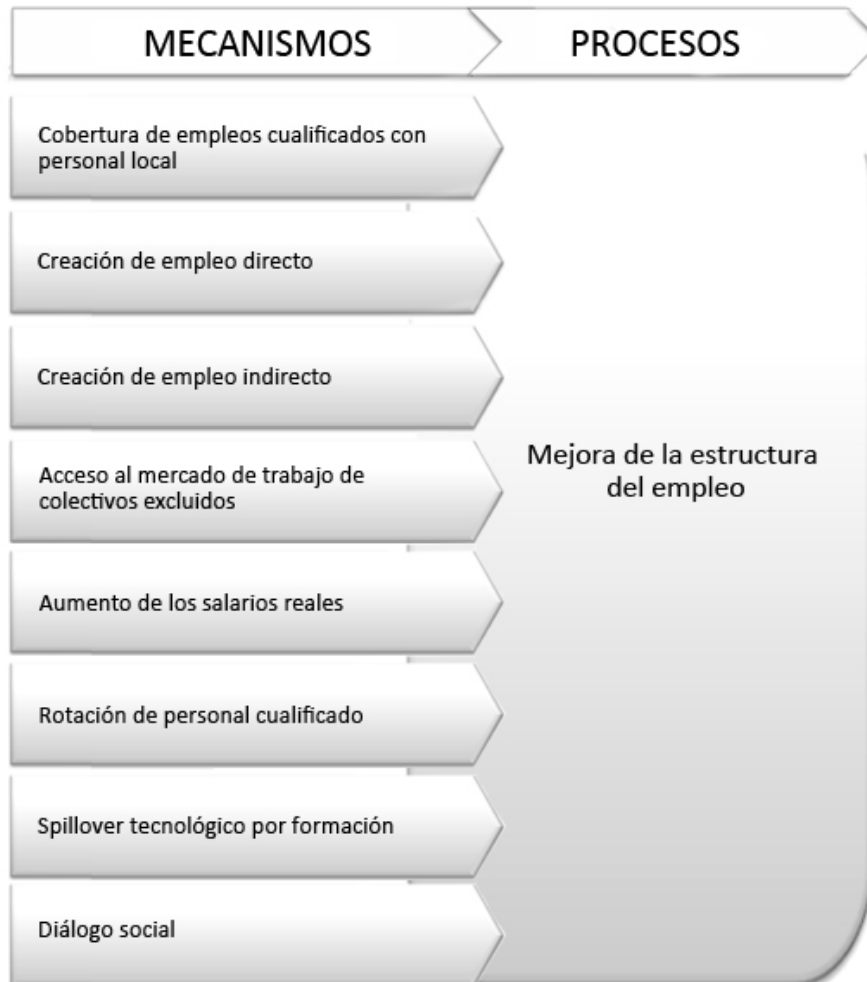 MECANISMOS
PROCESOS
Cobertura de empleos cualificados con
personal local
Creación de empleo directo
Creación de empleo indirecto
Acceso al mercado de trabajo de
colectivos excluidos
Aumento de los salarios reales
Rotación de personal cualificado
Spillover tecnológico por formación
Diálogo social
Mejora de la estructura
del empleo